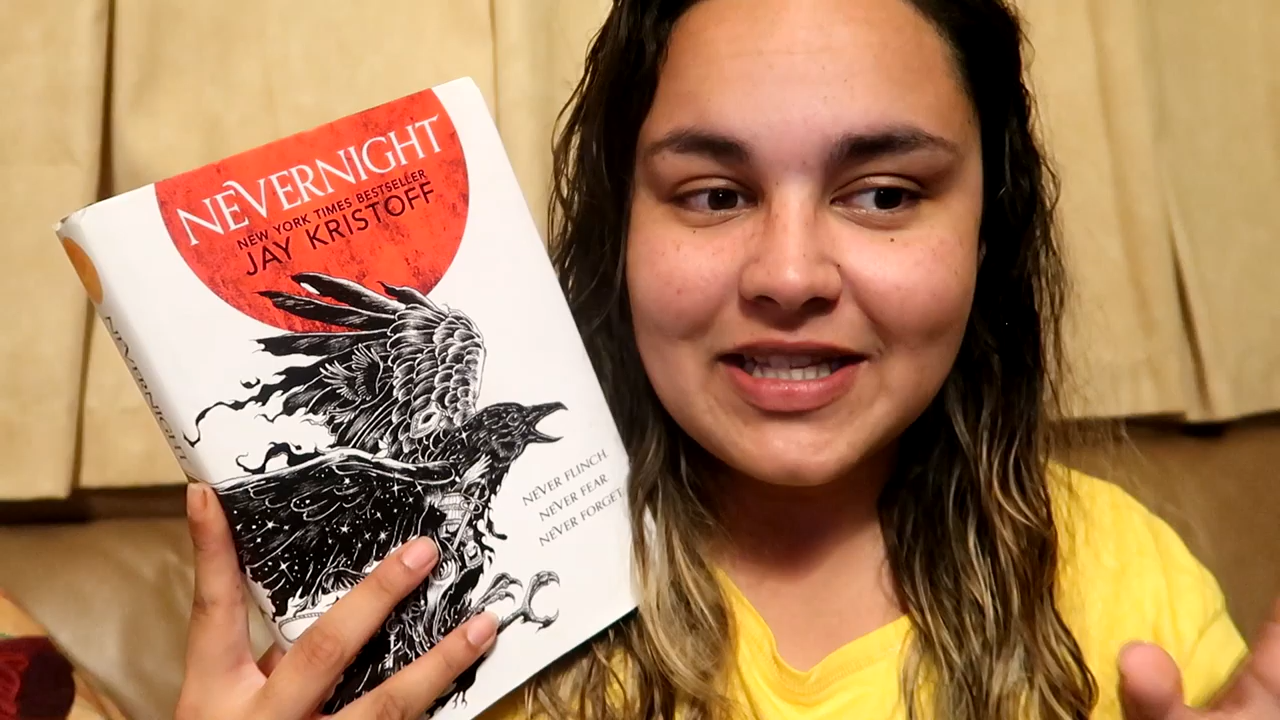 NEVERNIGHT
NEW YORK TIMES BESTSELLER
JAY KRISTOFF
NEVER FLINCH.
NEVER FEAR.
NEVER FORGET.
NEVERNIGHT